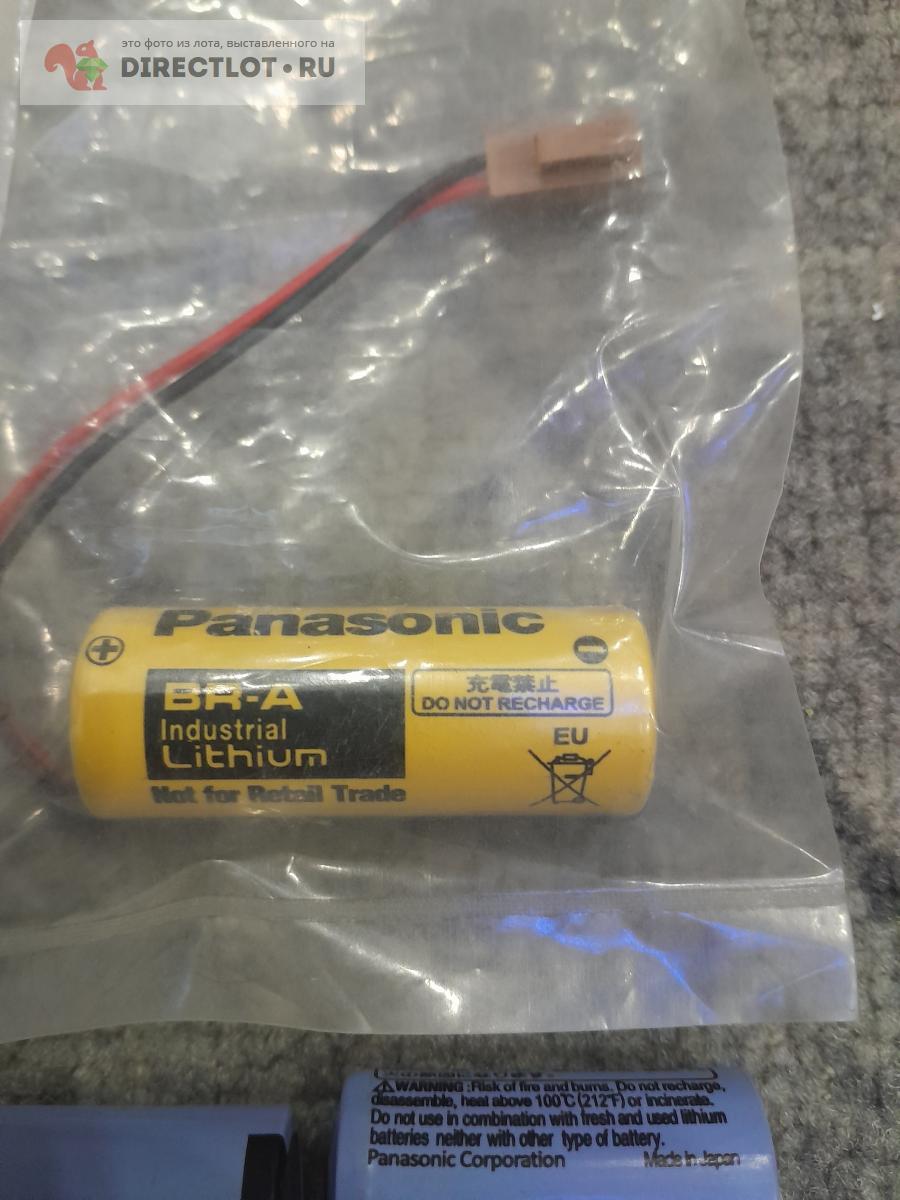 это фото из лота, выставленного на
DIRECTLOT.RU
Panasonic
BR-A
Industrial
Lithium
Not for Retail Trade
充電禁止
DO NOT RECHARGE
EU
WARNING :Risk of fire and burns. Do not recharge,
disassemble, heat above 100℃(212°F) or incinerate.
Do not use in combination with fresh and used lithium
batteries neither with other type of battery.
Panasonic Corporation Made in Japan